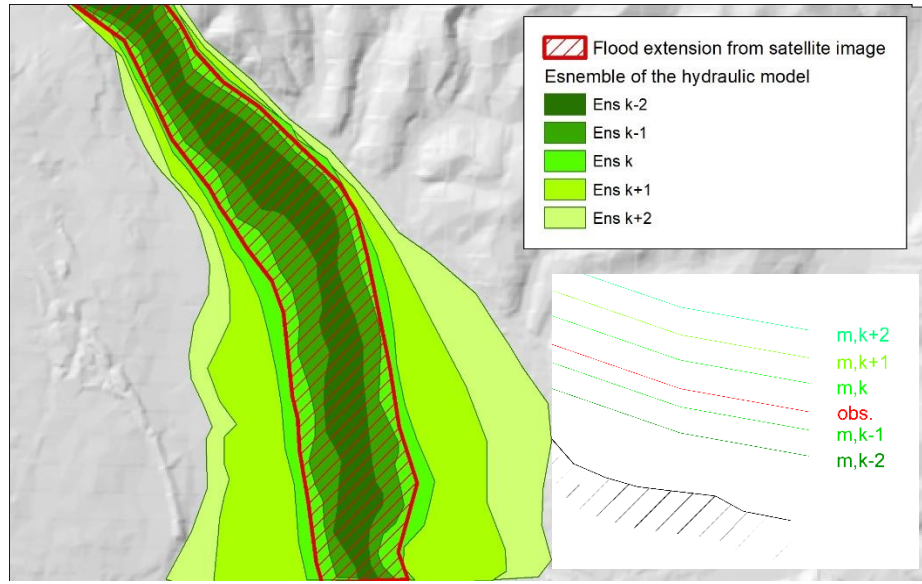 Flood extension from satellite image
Esnemble of the hydraulic model
Ens k-2
Ens k-1
Ens k
Ens k+1
Ens k+2
m,k+2
m,k+1
m,k
obs.
m,k-1
m,k-2